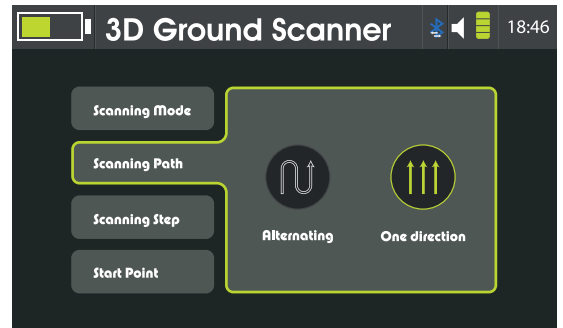 3D Ground Scanner
18:46
Scanning Mode
Scanning Path
Scanning Step
Start Point
Alternating
One direction